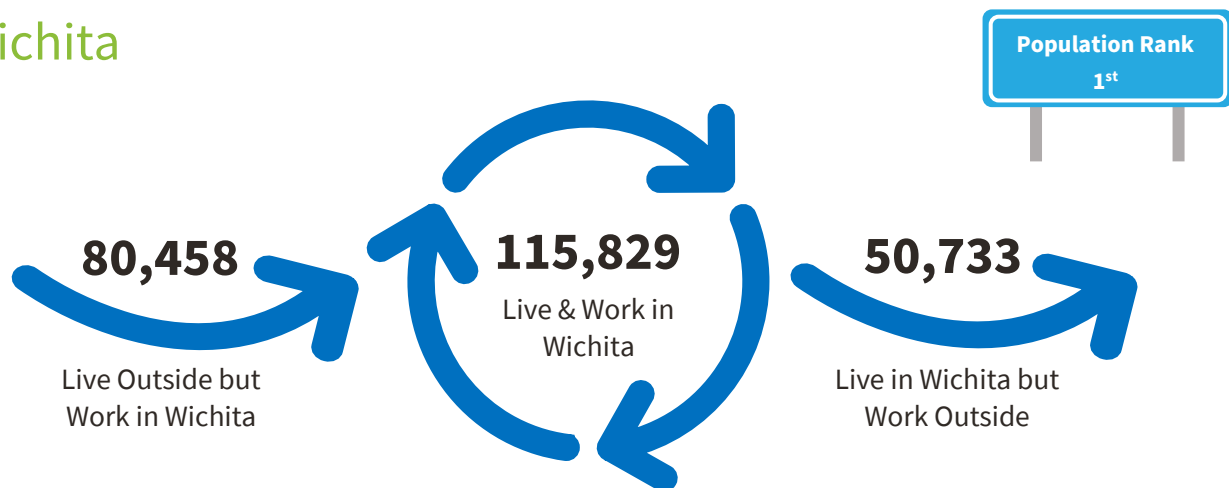 ichita
Population Rank
1st
80,458
Live Outside but
Work in Wichita
115,829
Live & Work in
Wichita
50,733
Live in Wichita but
Work Outside